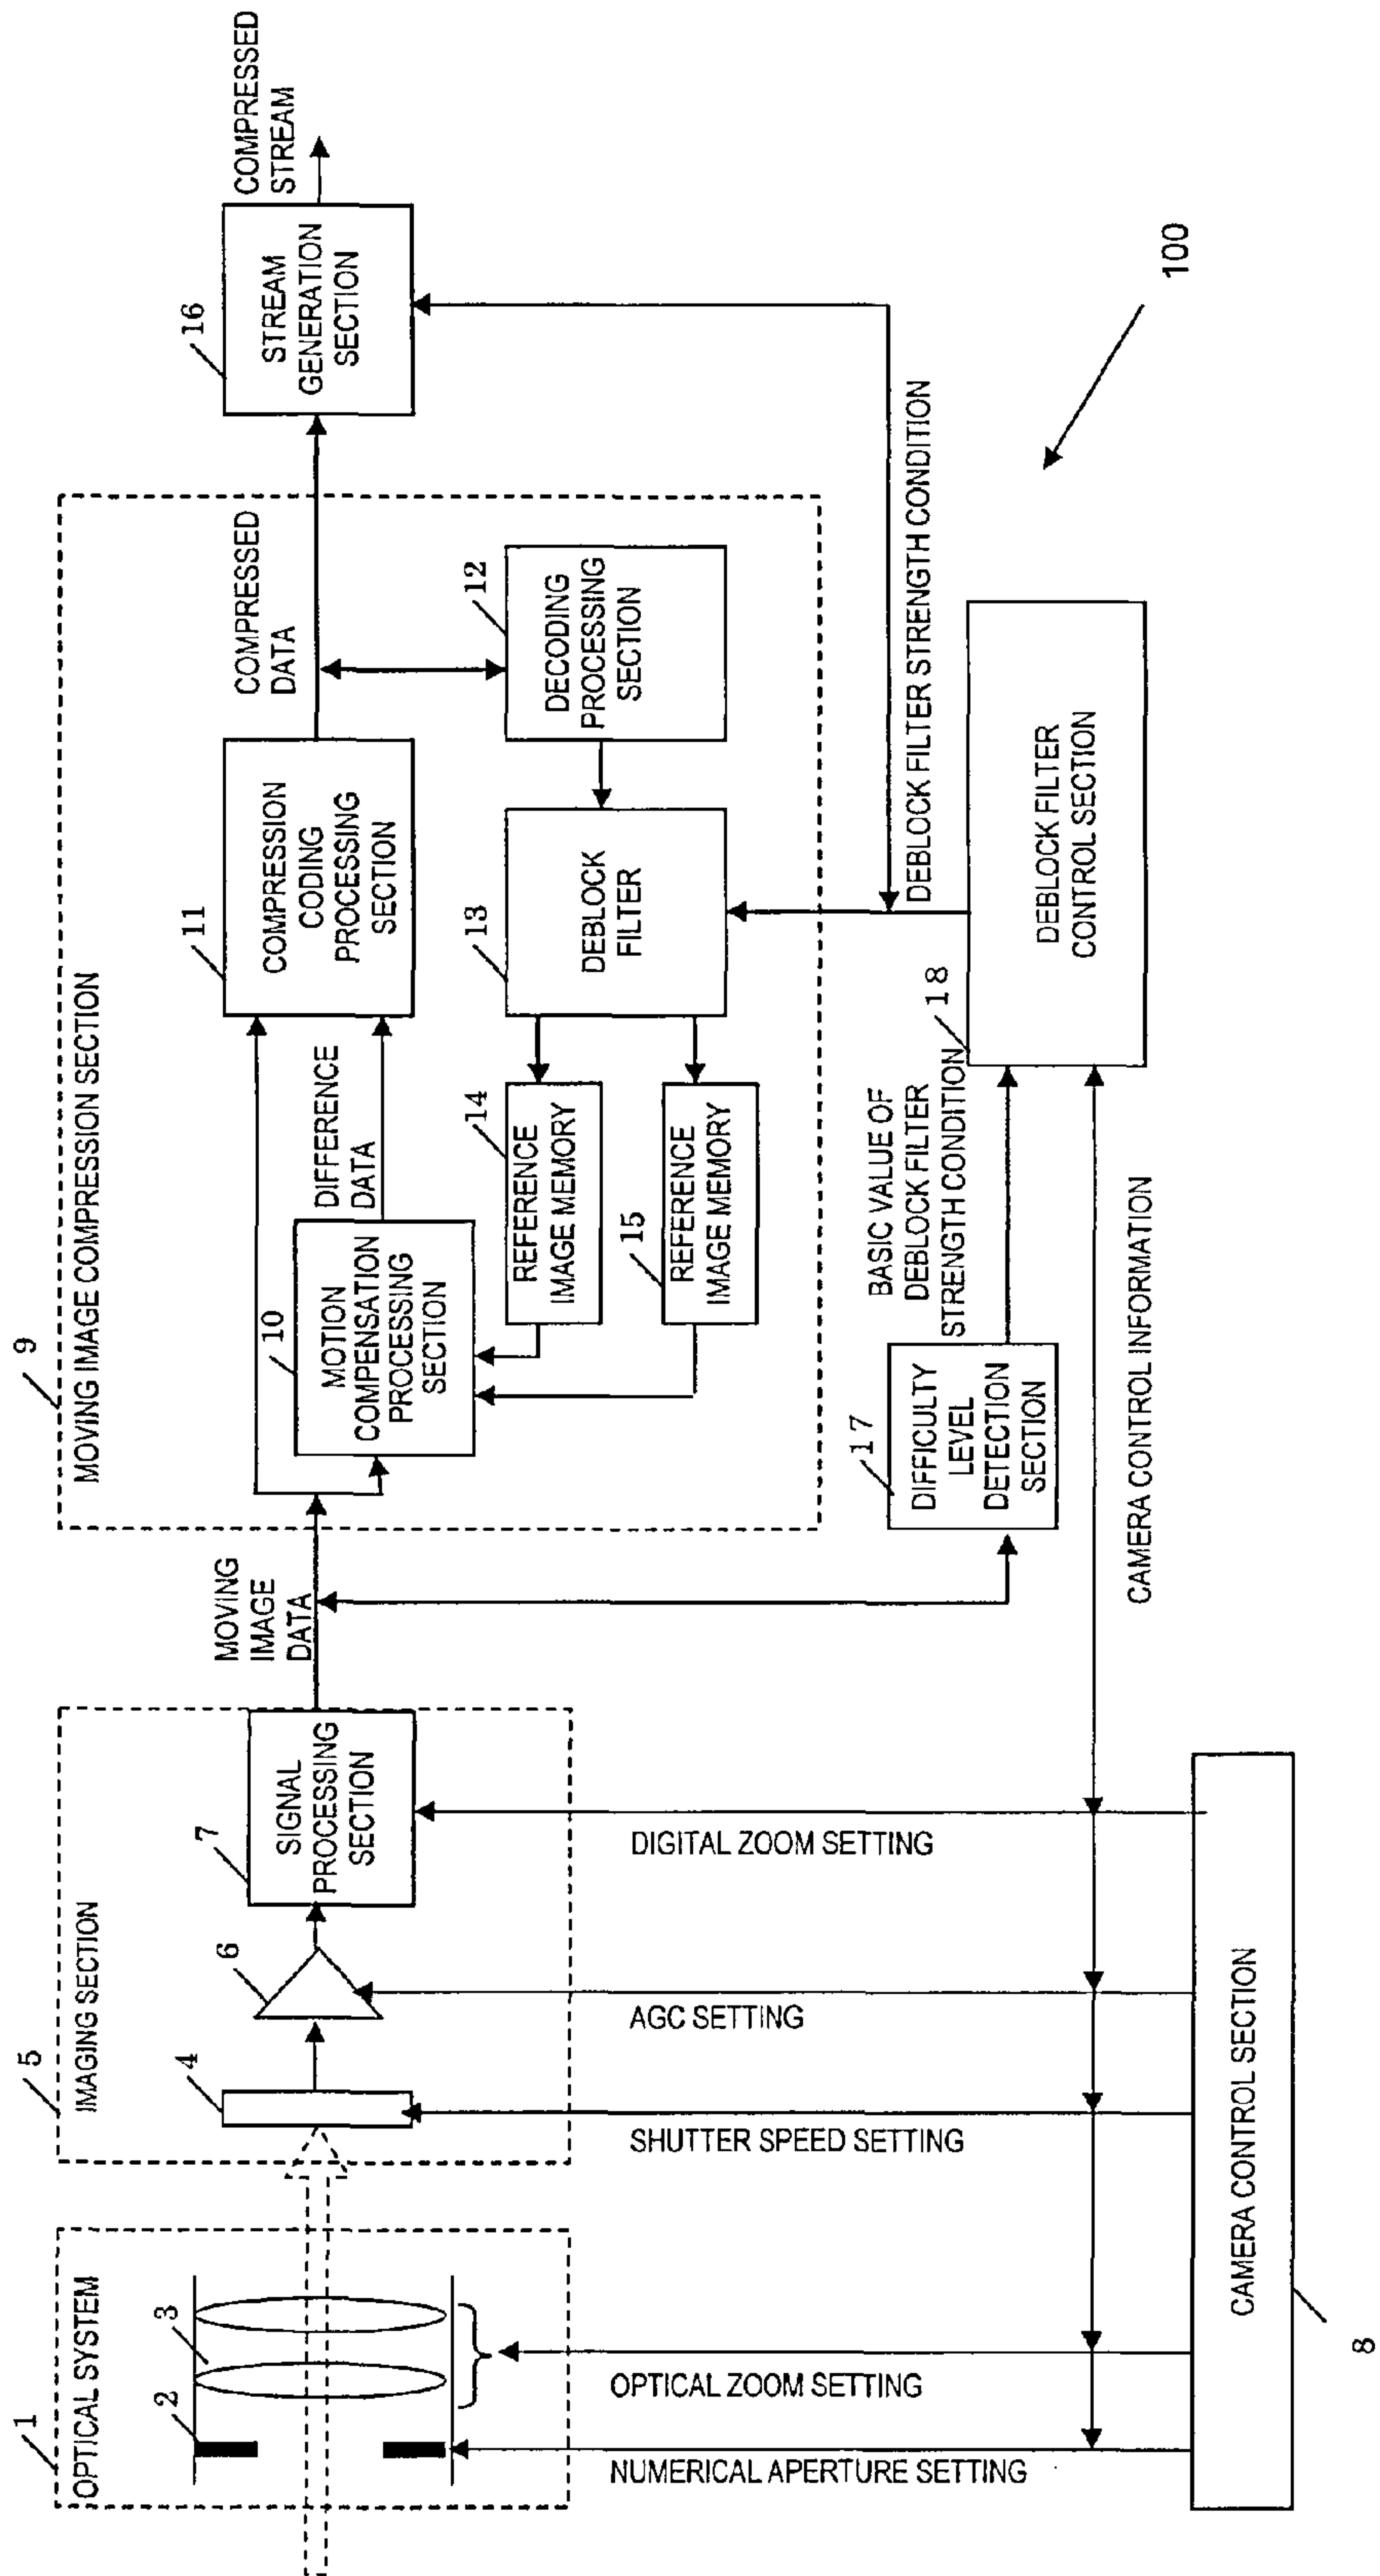 1
OPTICAL SYSTEM
2
3
5
IMAGING SECTION
4
6
7
SIGNAL
PROCESSING
SECTION
MOVING
IMAGE
DATA
9
MOVING IMAGE COMPRESSION SECTION
10
MOTION
COMPENSATION
PROCESSING
SECTION
DIFFERENCE
DATA
11
COMPRESSION
CODING
PROCESSING
SECTION
COMPRESSED
DATA
12
DECODING
PROCESSING
SECTION
13
DEBLOCK
FILTER
14
REFERENCE
IMAGE MEMORY
15
REFERENCE
IMAGE MEMORY
16
STREAM
GENERATION
SECTION
COMPRESSED
STREAM
17
DIFFICULTY
LEVEL
DETECTION
SECTION
BASIC VALUE OF
DEBLOCK FILTER
STRENGTH CONDITION
18
DEBLOCK FILTER
CONTROL SECTION
DEBLOCK FILTER STRENGTH CONDITION
100
NUMERICAL APERTURE SETTING
OPTICAL ZOOM SETTING
SHUTTER SPEED SETTING
AGC SETTING
DIGITAL ZOOM SETTING
CAMERA CONTROL INFORMATION
CAMERA CONTROL SECTION
8